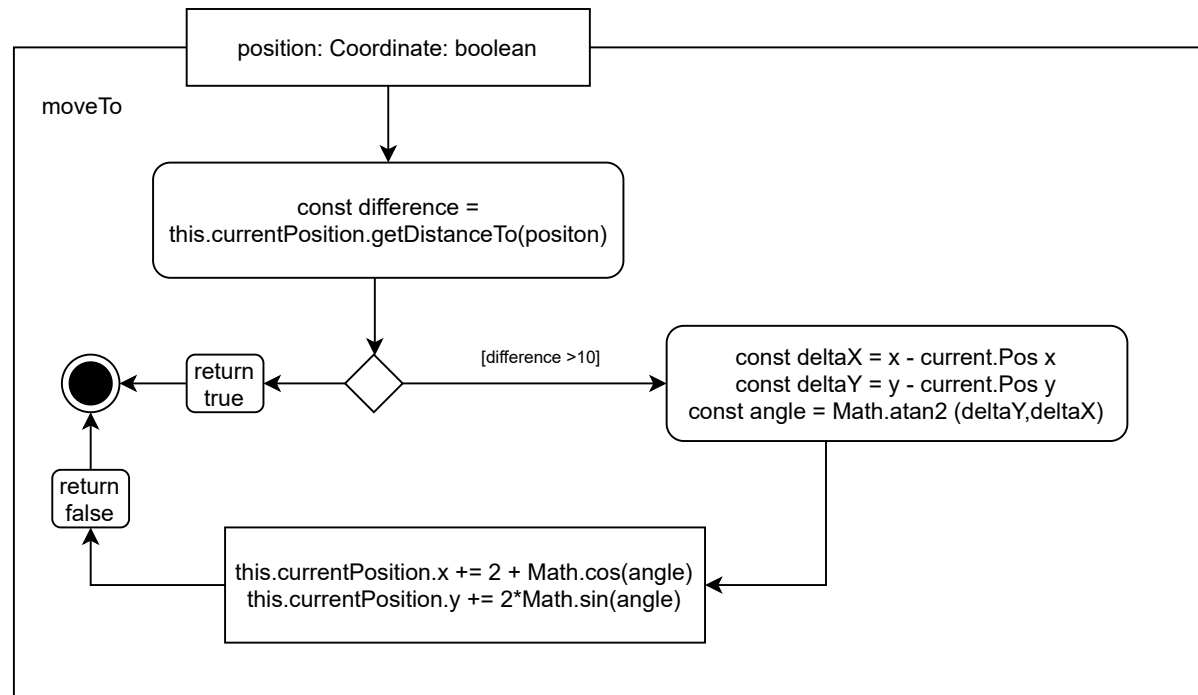 position: Coordinate: boolean
moveTo
const difference =
this.currentPosition.getDistanceTo(positon)
[difference >10]
return
true
const deltaX = x - current.Pos x
const deltaY = y - current.Pos y
const angle = Math.atan2 (deltaY,deltaX)
return
false
this.currentPosition.x += 2 + Math.cos(angle)
this.currentPosition.y += 2*Math.sin(angle)